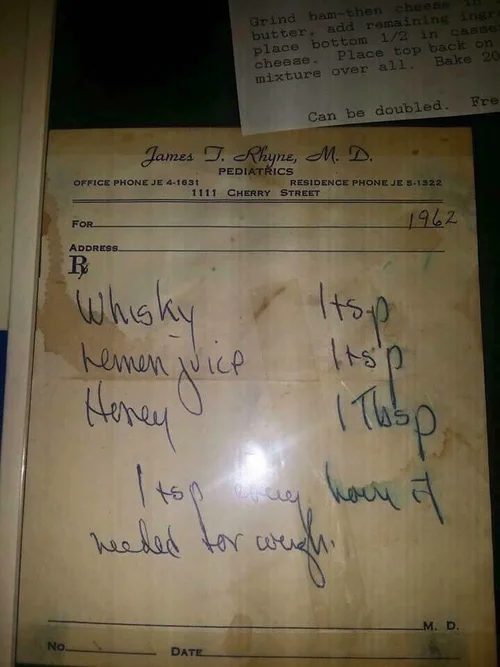 Grind ham-then cheese in
butter, add remaining ingr
place bottom 1/2 in casse
cheese. Place top back on
mixture over all. Bake 20
Can be doubled. Fre
James T. Rhyne, M. D.
PEDIATRICS
OFFICE PHONE JE 4-1631 RESIDENCE PHONE JE 5-1322
1111 CHERRY STREET
FOR 1962
ADDRESS
℞
Whisky 1 tsp
Lemon juice 1 tsp
Honey 1 Tbsp
1 tsp every hour if
needed for cough.
M. D.
NO. DATE